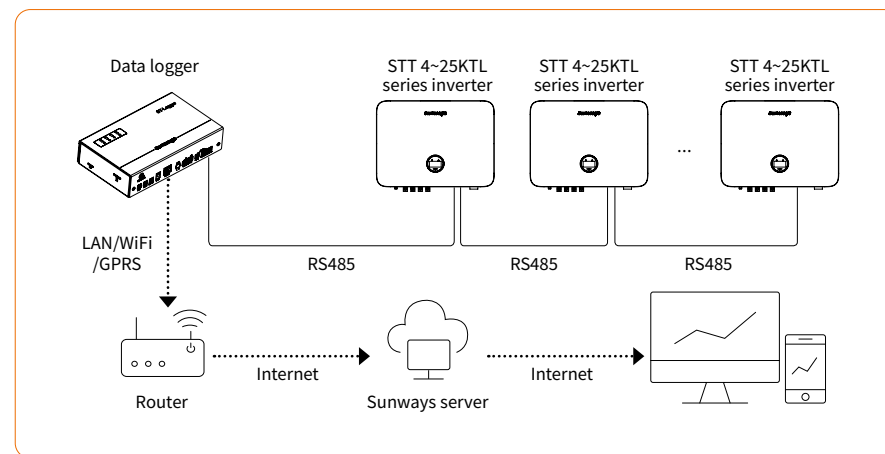 Data logger
STT 4~25KTL
series inverter
STT 4~25KTL
series inverter
STT 4~25KTL
series inverter
...
LAN/WiFi
/GPRS
RS485
RS485
RS485
Internet
Internet
Router
Sunways server